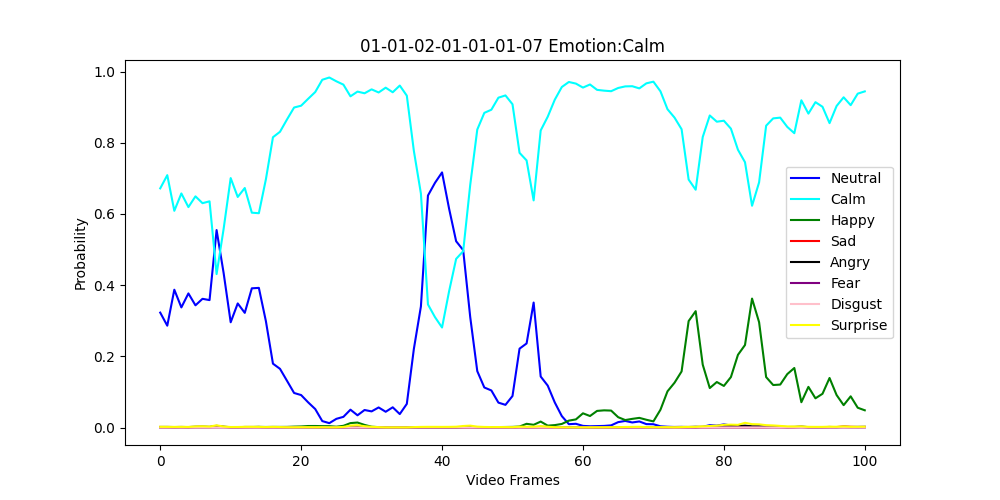 01-01-02-01-01-01-07 Emotion:Calm
Probability
1.0
0.8
0.6
0.4
0.2
0.0
0
20
40
60
80
100
Video Frames
Neutral
Calm
Happy
Sad
Angry
Fear
Disgust
Surprise